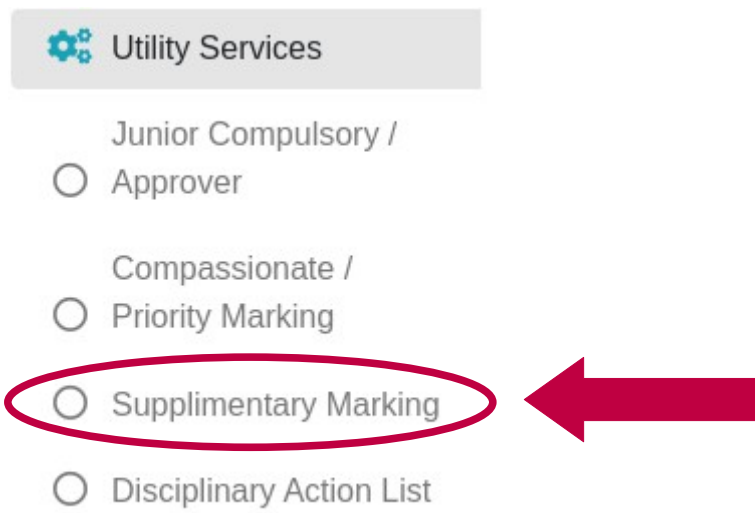 Utility Services
Junior Compulsory /
Approver
Compassionate /
Priority Marking
Supplimentary Marking
Disciplinary Action List